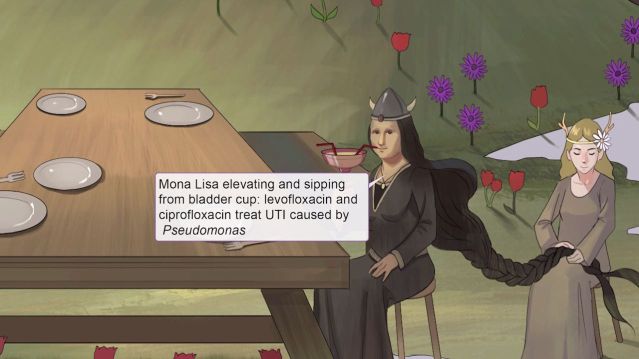 Mona Lisa elevating and sipping
from bladder cup: levofloxacin and
ciprofloxacin treat UTI caused by
Pseudomonas